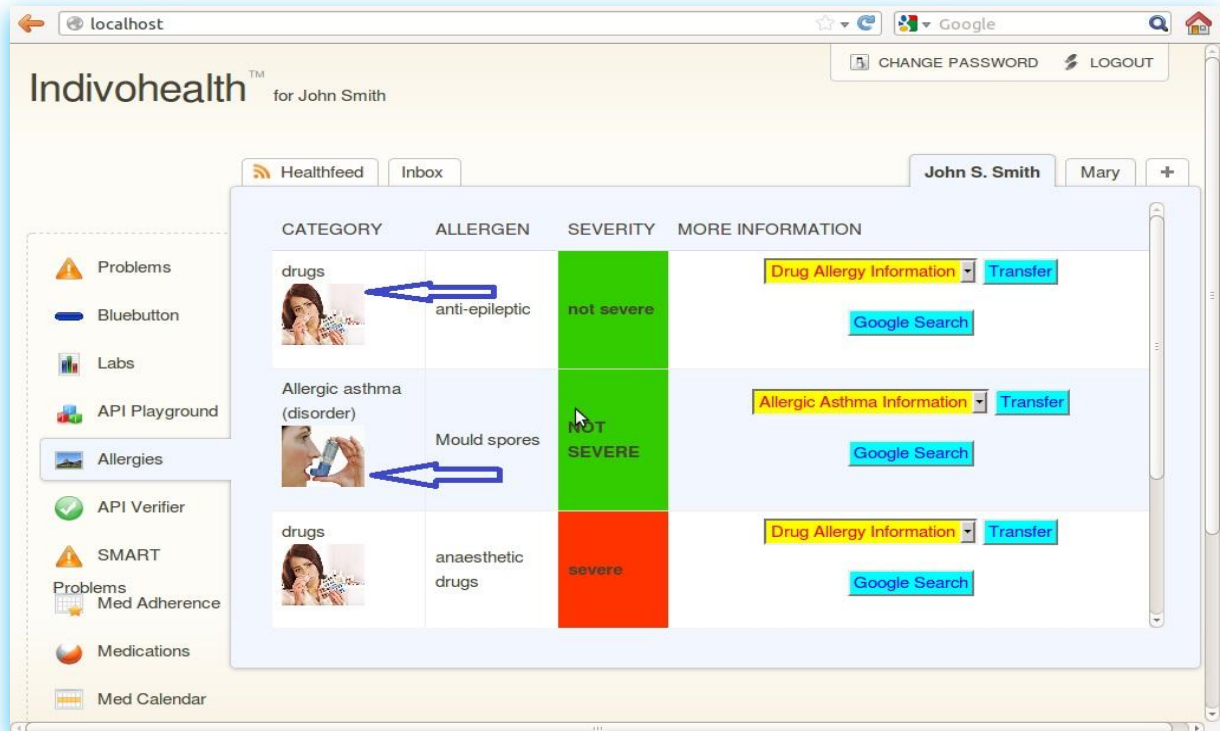 localhost
Google
CHANGE PASSWORD LOGOUT
Indivohealth™ for John Smith
Healthfeed Inbox John S. Smith Mary +
CATEGORY ALLERGEN SEVERITY MORE INFORMATION
Problems
Bluebutton
Labs
API Playground
Allergies
API Verifier
SMART
Problems
Med Adherence
Medications
Med Calendar
drugs
anti-epileptic
not severe
Drug Allergy Information Transfer
Google Search
Allergic asthma
(disorder)
Mould spores
NOT
SEVERE
Allergic Asthma Information Transfer
Google Search
drugs
anaesthetic
drugs
severe
Drug Allergy Information Transfer
Google Search